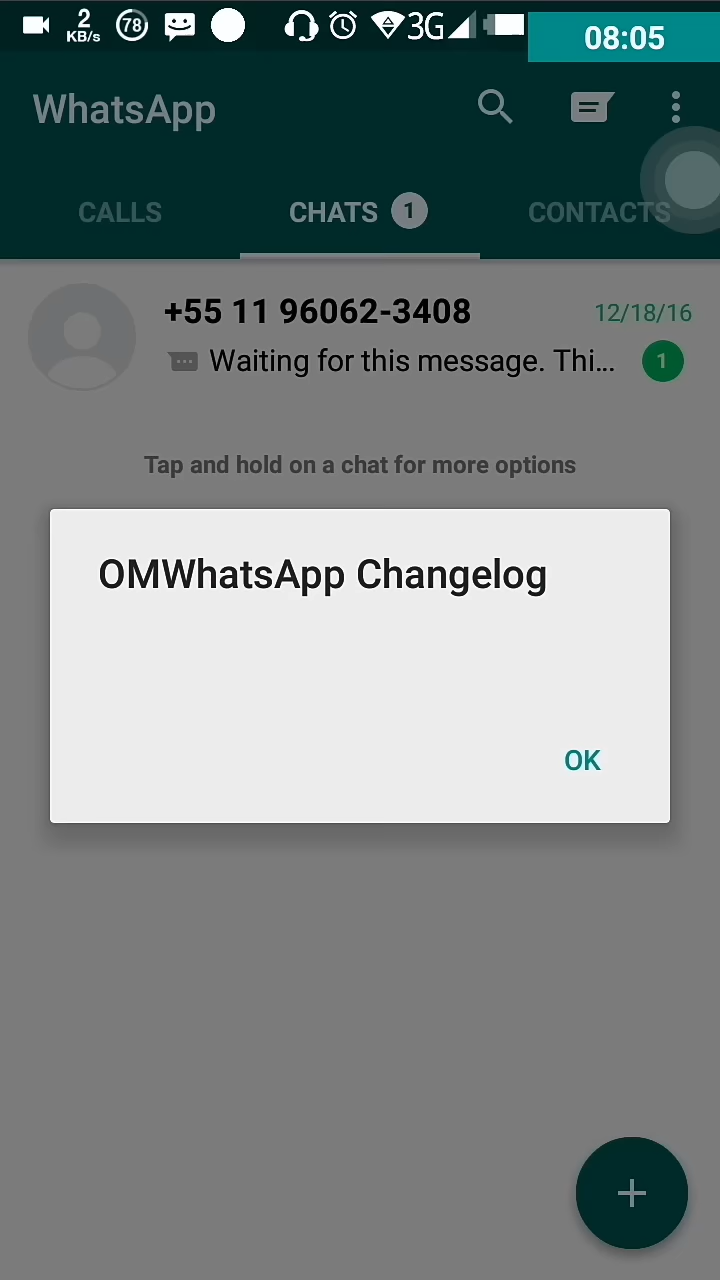 2
KB/s
78
3G
08:05
WhatsApp
CALLS
CHATS 1
CONTACTS
+55 11 96062-3408
12/18/16
Waiting for this message. Thi...
1
Tap and hold on a chat for more options
OMWhatsApp Changelog
OK